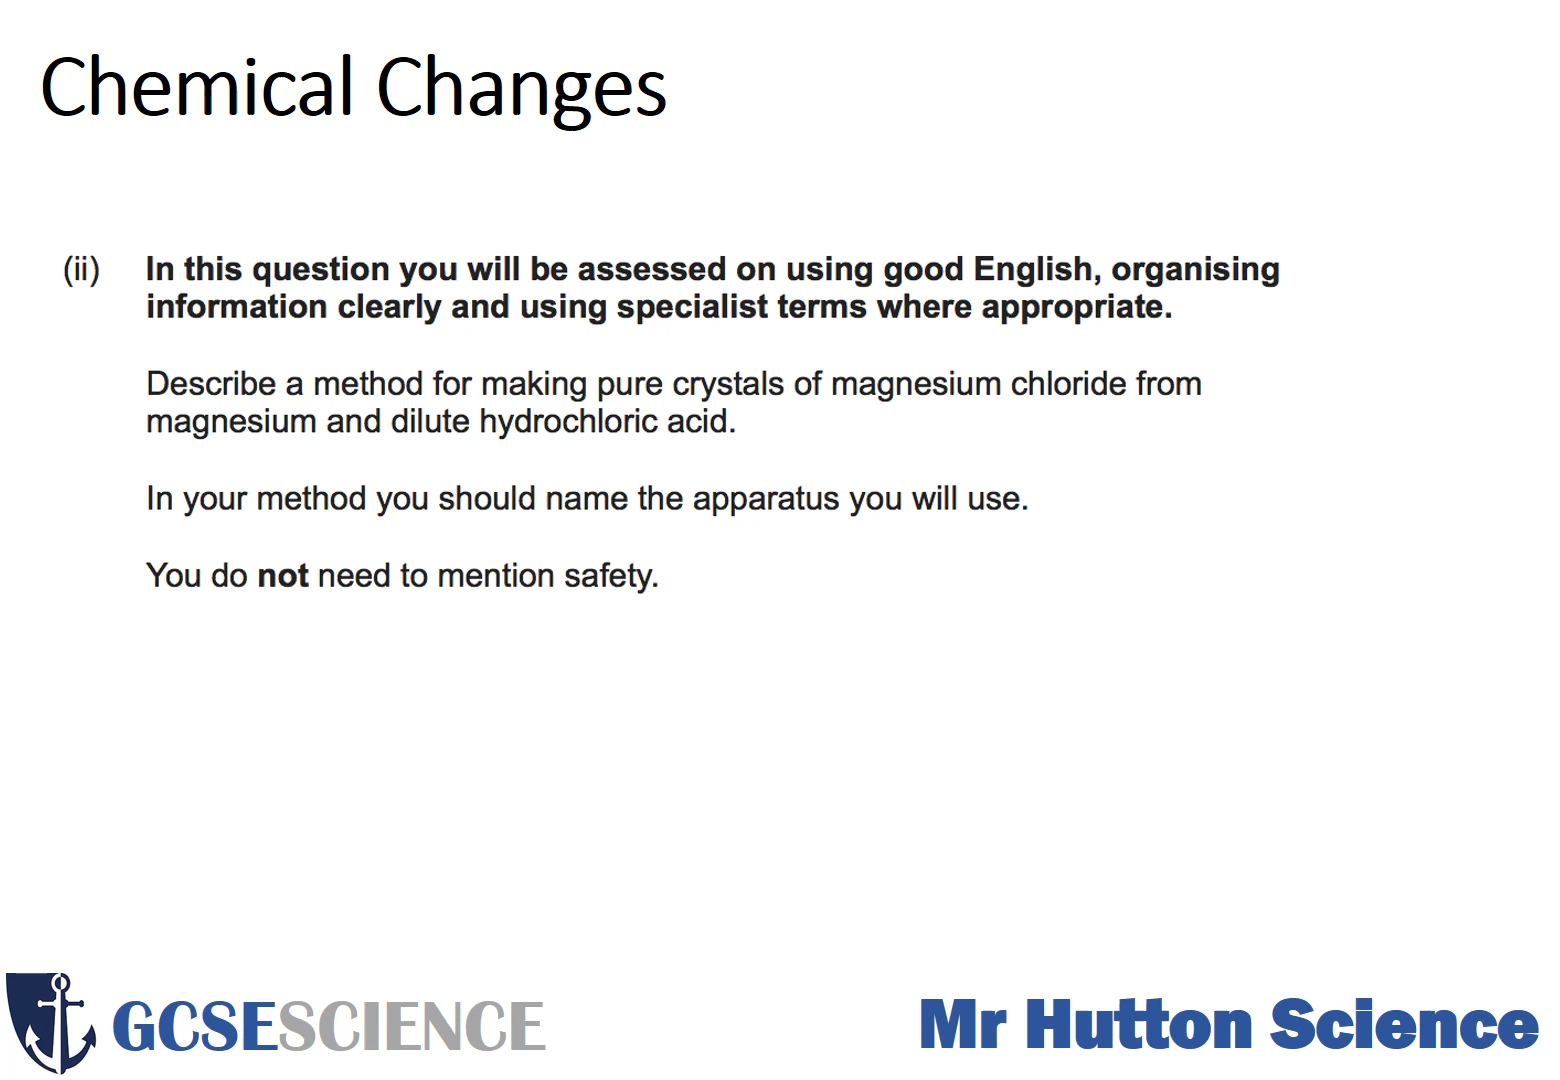 Chemical Changes
(ii) In this question you will be assessed on using good English, organising
information clearly and using specialist terms where appropriate.
Describe a method for making pure crystals of magnesium chloride from
magnesium and dilute hydrochloric acid.
In your method you should name the apparatus you will use.
You do not need to mention safety.
GCSESCIENCE
Mr Hutton Science